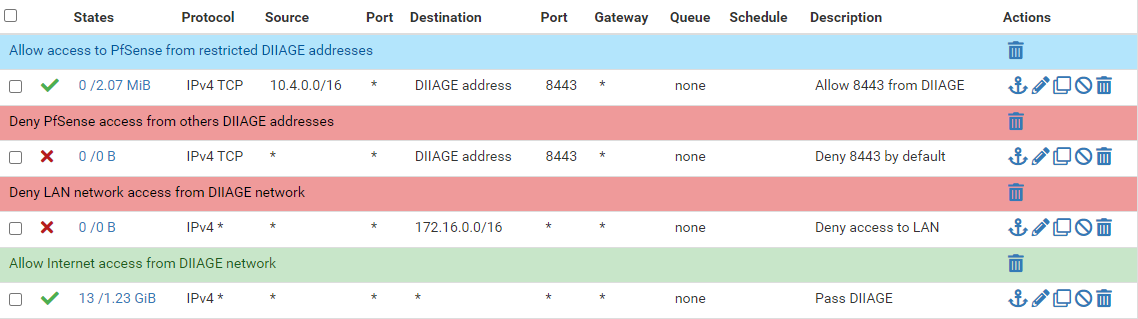 States Protocol Source Port Destination Port Gateway Queue Schedule Description Actions
Allow access to PfSense from restricted DIIAGE addresses
0 /2.07 MiB IPv4 TCP 10.4.0.0/16 * DIIAGE address 8443 * none Allow 8443 from DIIAGE
Deny PfSense access from others DIIAGE addresses
0 /0 B IPv4 TCP * * DIIAGE address 8443 * none Deny 8443 by default
Deny LAN network access from DIIAGE network
0 /0 B IPv4 * * * 172.16.0.0/16 * * none Deny access to LAN
Allow Internet access from DIIAGE network
13 /1.23 GiB IPv4 * * * * * * none Pass DIIAGE